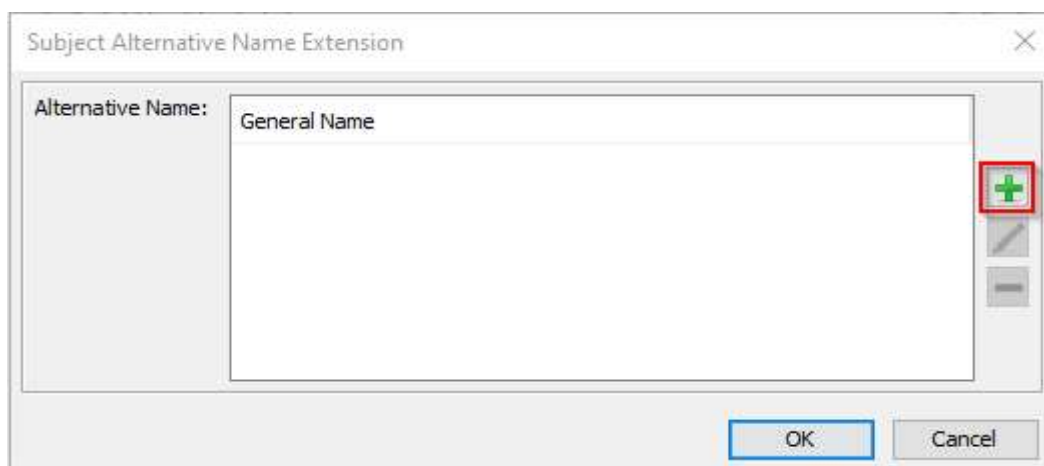 Subject Alternative Name Extension
Alternative Name:
General Name
OK
Cancel